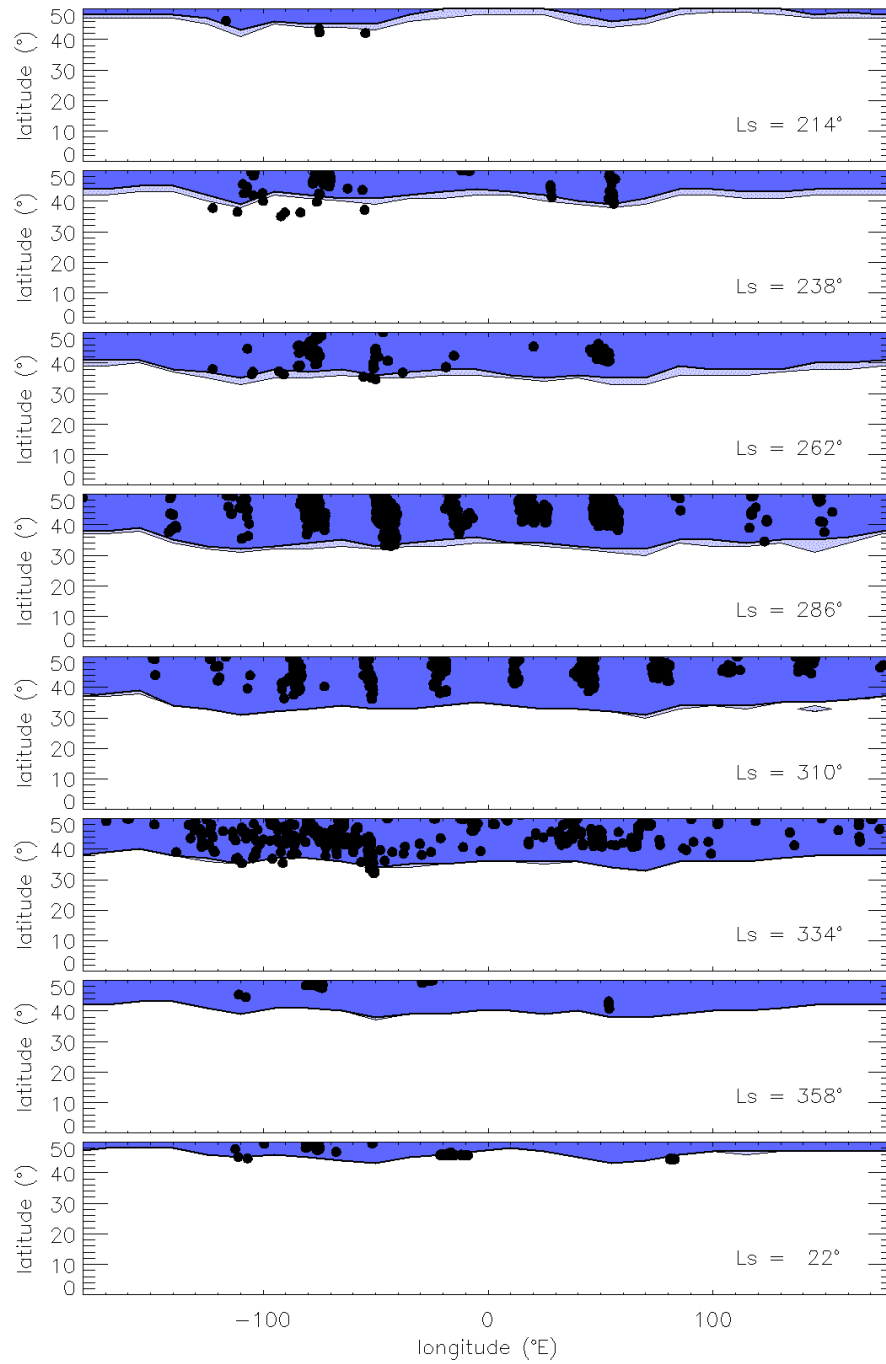 50
40
30
20
10
0
latitude (°)
Ls = 214°
50
40
30
20
10
0
latitude (°)
Ls = 238°
50
40
30
20
10
0
latitude (°)
Ls = 262°
50
40
30
20
10
0
latitude (°)
Ls = 286°
50
40
30
20
10
0
latitude (°)
Ls = 310°
50
40
30
20
10
0
latitude (°)
Ls = 334°
50
40
30
20
10
0
latitude (°)
Ls = 358°
50
40
30
20
10
0
latitude (°)
Ls = 22°
−100 0 100
longitude (°E)